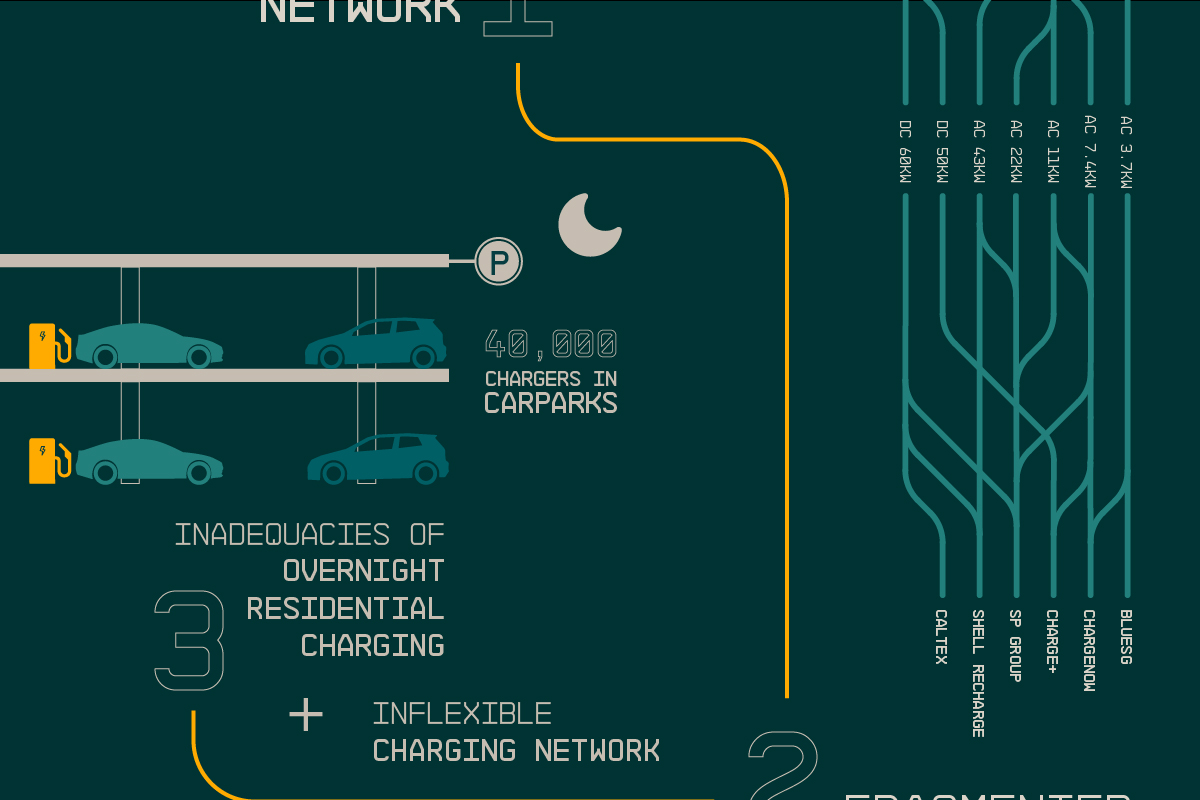 NETWORK
1
DC 60KW
DC 50KW
AC 43KW
AC 22KW
AC 11KW
AC 7.4KW
AC 3.7KW
P
40,000
CHARGERS IN
CARPARKS
INADEQUACIES OF
OVERNIGHT
RESIDENTIAL
CHARGING
3
+ INFLEXIBLE
CHARGING NETWORK
CALTEX
SHELL RECHARGE
SP GROUP
CHARGE+
CHARGENOW
BLUESG
2